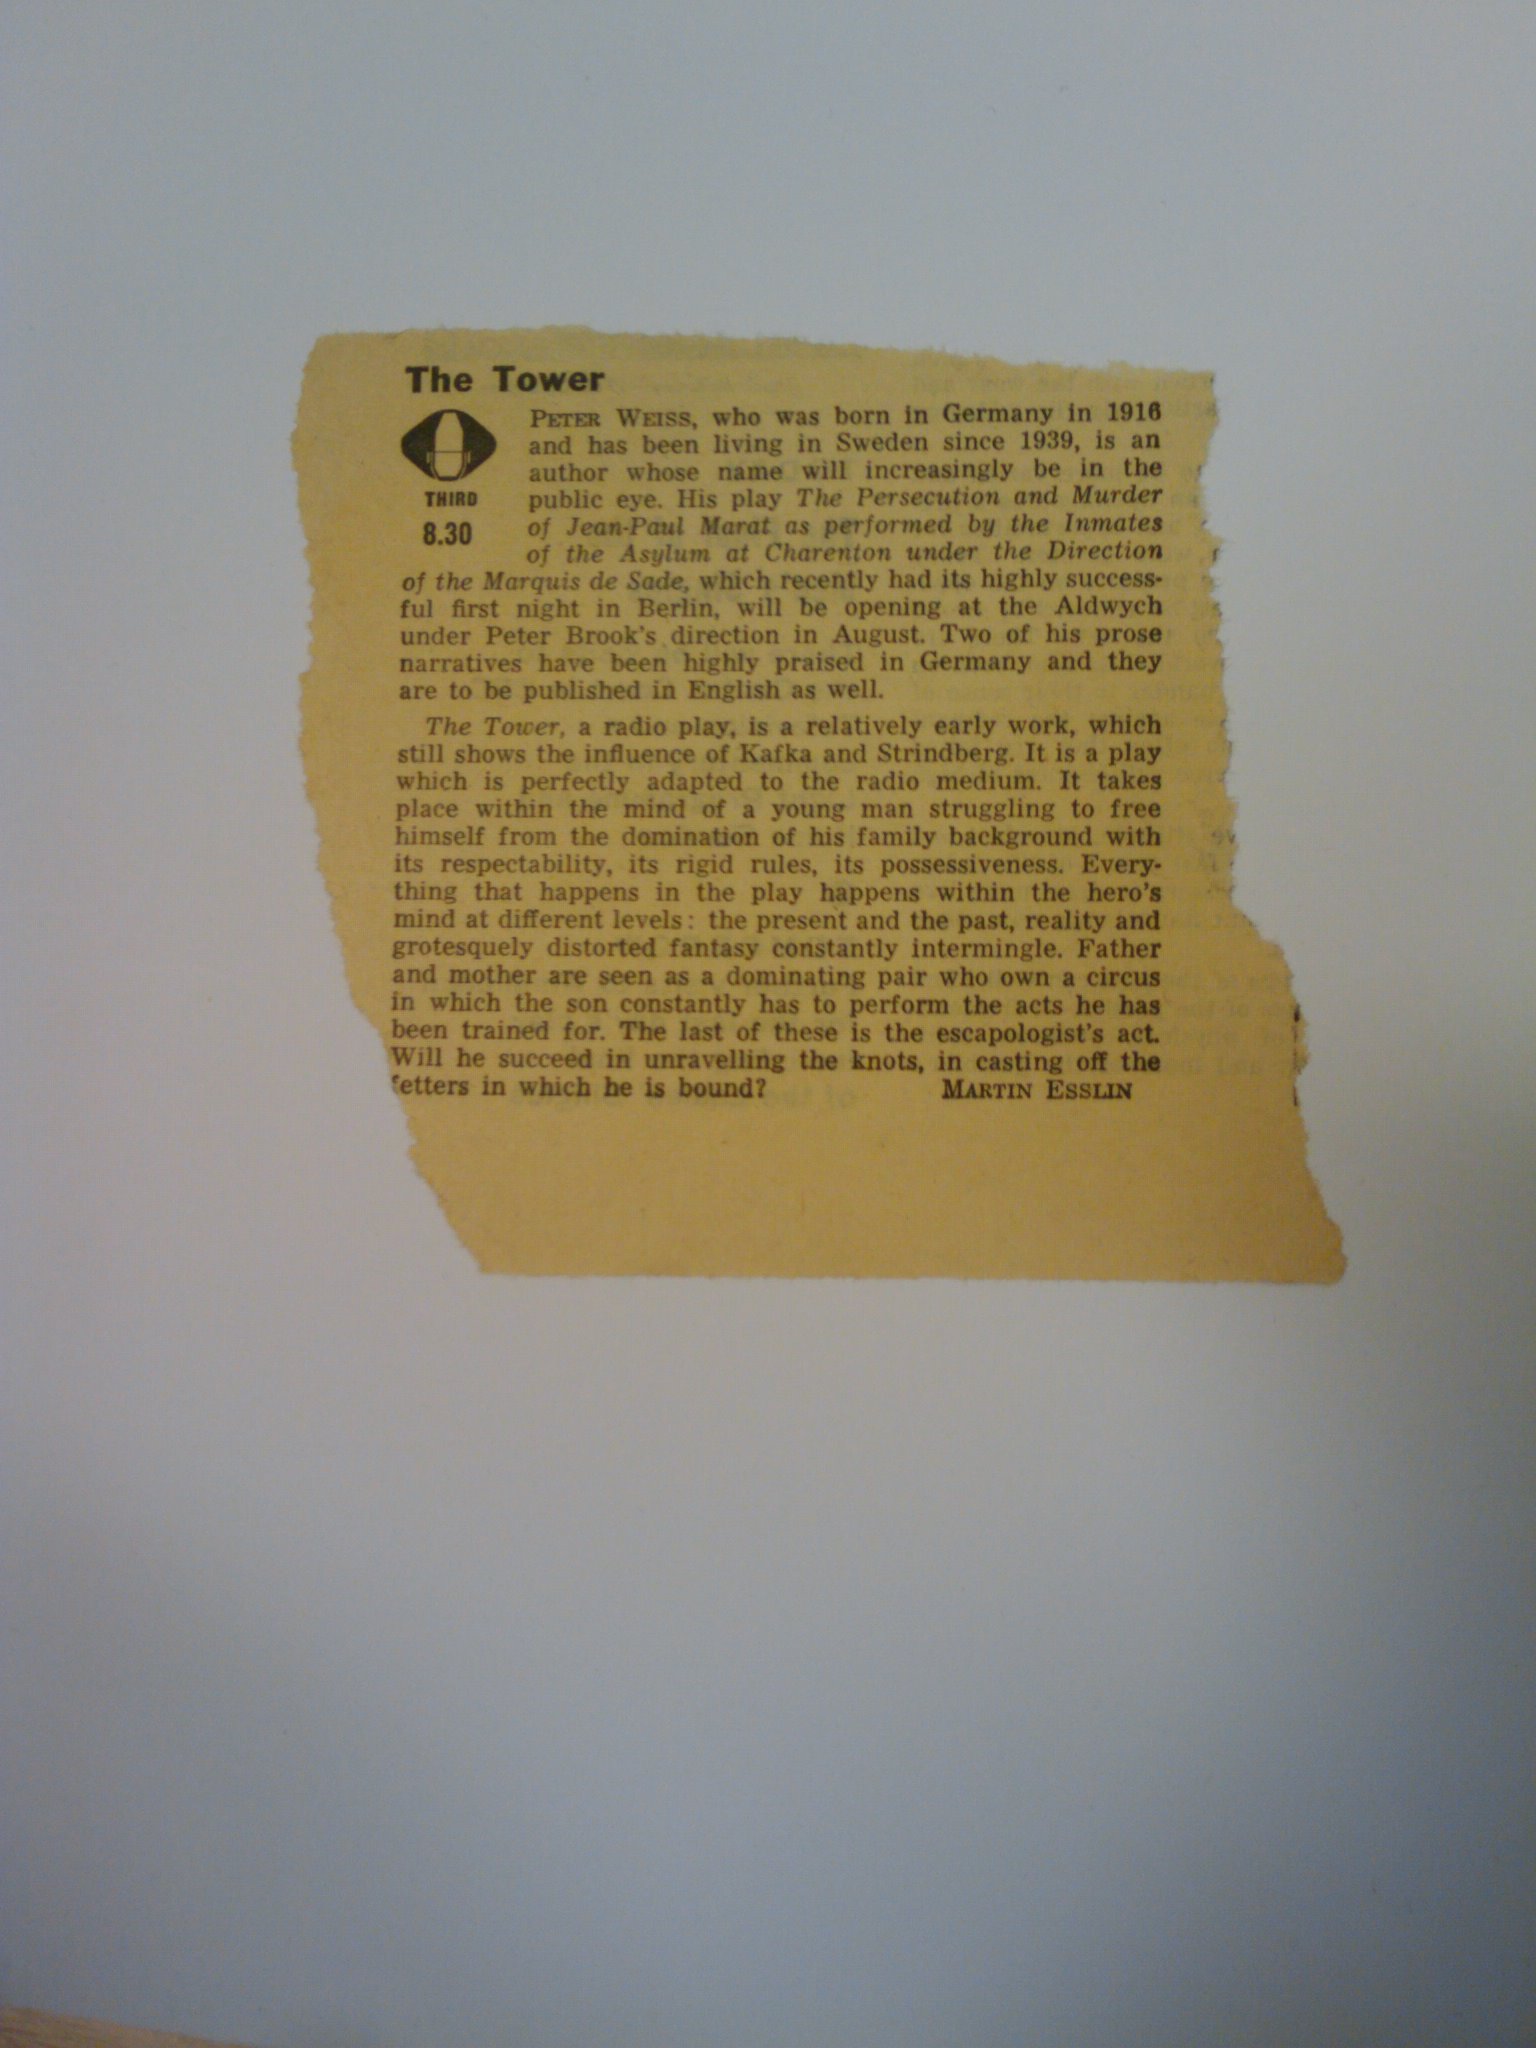 The Tower
THIRD
8.30
PETER WEISS, who was born in Germany in 1916
and has been living in Sweden since 1939, is an
author whose name will increasingly be in the
public eye. His play The Persecution and Murder
of Jean-Paul Marat as performed by the Inmates
of the Asylum at Charenton under the Direction
of the Marquis de Sade, which recently had its highly success-
ful first night in Berlin, will be opening at the Aldwych
under Peter Brook's direction in August. Two of his prose
narratives have been highly praised in Germany and they
are to be published in English as well.
The Tower, a radio play, is a relatively early work, which
still shows the influence of Kafka and Strindberg. It is a play
which is perfectly adapted to the radio medium. It takes
place within the mind of a young man struggling to free
himself from the domination of his family background with
its respectability, its rigid rules, its possessiveness. Every-
thing that happens in the play happens within the hero's
mind at different levels: the present and the past, reality and
grotesquely distorted fantasy constantly intermingle. Father
and mother are seen as a dominating pair who own a circus
in which the son constantly has to perform the acts he has
been trained for. The last of these is the escapologist's act.
Will he succeed in unravelling the knots, in casting off the
fetters in which he is bound? MARTIN ESSLIN